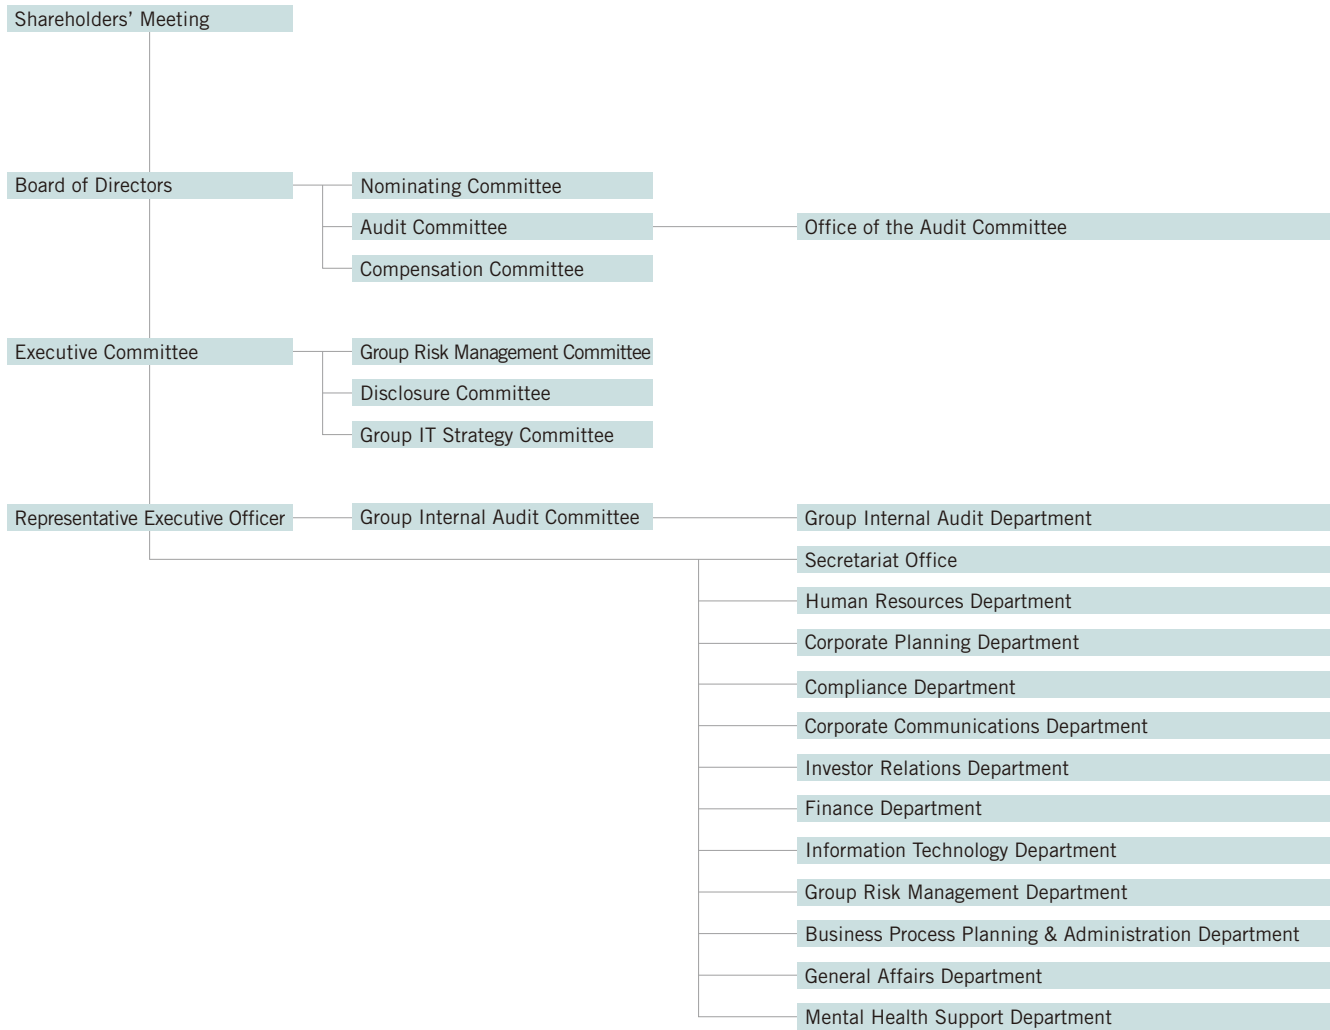 Shareholders’ Meeting
Board of Directors
Nominating Committee
Audit Committee
Office of the Audit Committee
Compensation Committee
Executive Committee
Group Risk Management Committee
Disclosure Committee
Group IT Strategy Committee
Representative Executive Officer
Group Internal Audit Committee
Group Internal Audit Department
Secretariat Office
Human Resources Department
Corporate Planning Department
Compliance Department
Corporate Communications Department
Investor Relations Department
Finance Department
Information Technology Department
Group Risk Management Department
Business Process Planning & Administration Department
General Affairs Department
Mental Health Support Department